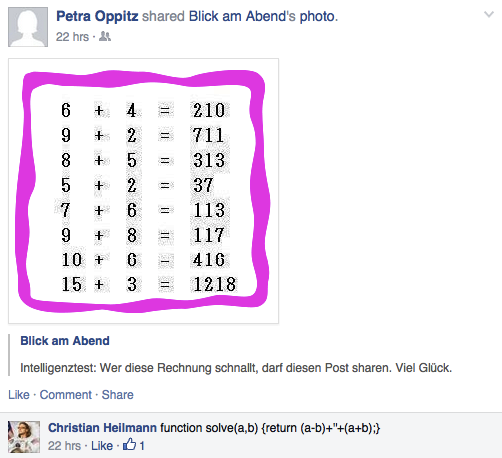 Petra Oppitz shared Blick am Abend's photo.
22 hrs ·
6 + 4 = 210
9 + 2 = 711
8 + 5 = 313
5 + 2 = 37
7 + 6 = 113
9 + 8 = 117
10 + 6 = 416
15 + 3 = 1218
Blick am Abend
Intelligenztest: Wer diese Rechnung schnallt, darf diesen Post sharen. Viel Glück.
Like · Comment · Share
Christian Heilmann function solve(a,b) {return (a-b)+''+(a+b);}
22 hrs · Like · 1